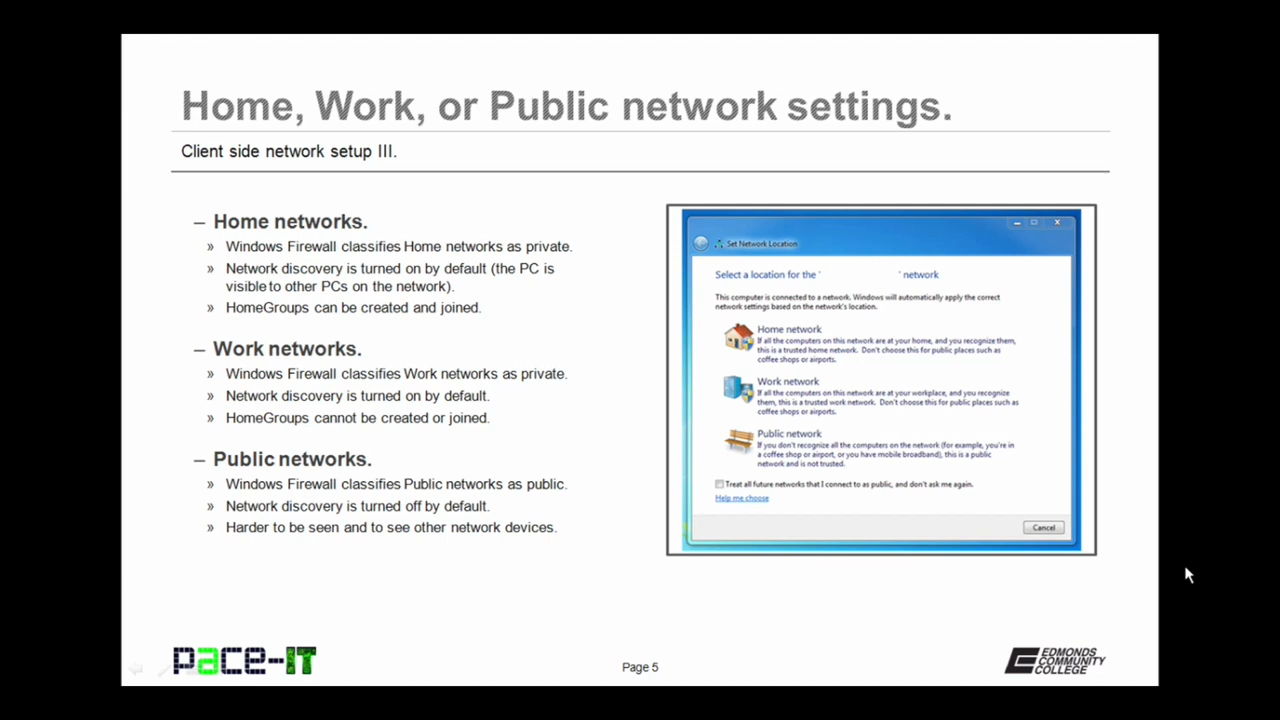 Home, Work, or Public network settings.
Client side network setup III.
– Home networks.
» Windows Firewall classifies Home networks as private.
» Network discovery is turned on by default (the PC is
visible to other PCs on the network).
» HomeGroups can be created and joined.
– Work networks.
» Windows Firewall classifies Work networks as private.
» Network discovery is turned on by default.
» HomeGroups cannot be created or joined.
– Public networks.
» Windows Firewall classifies Public networks as public.
» Network discovery is turned off by default.
» Harder to be seen and to see other network devices.
Set Network Location
Select a location for the ' ' network
This computer is connected to a network. Windows will automatically apply the correct
network settings based on the network's location.
Home network
If all the computers on this network are at your home, and you recognize them,
this is a trusted home network. Don't choose this for public places such as
coffee shops or airports.
Work network
If all the computers on this network are at your workplace, and you recognize
them, this is a trusted work network. Don't choose this for public places such as
coffee shops or airports.
Public network
If you don't recognize all the computers on the network (for example, you're in
a coffee shop or airport, or you have mobile broadband), this is a public
network and is not trusted.
Treat all future networks that I connect to as public, and don't ask me again.
Help me choose
Cancel
pace-IT
Page 5
EDMONDS
COMMUNITY
COLLEGE